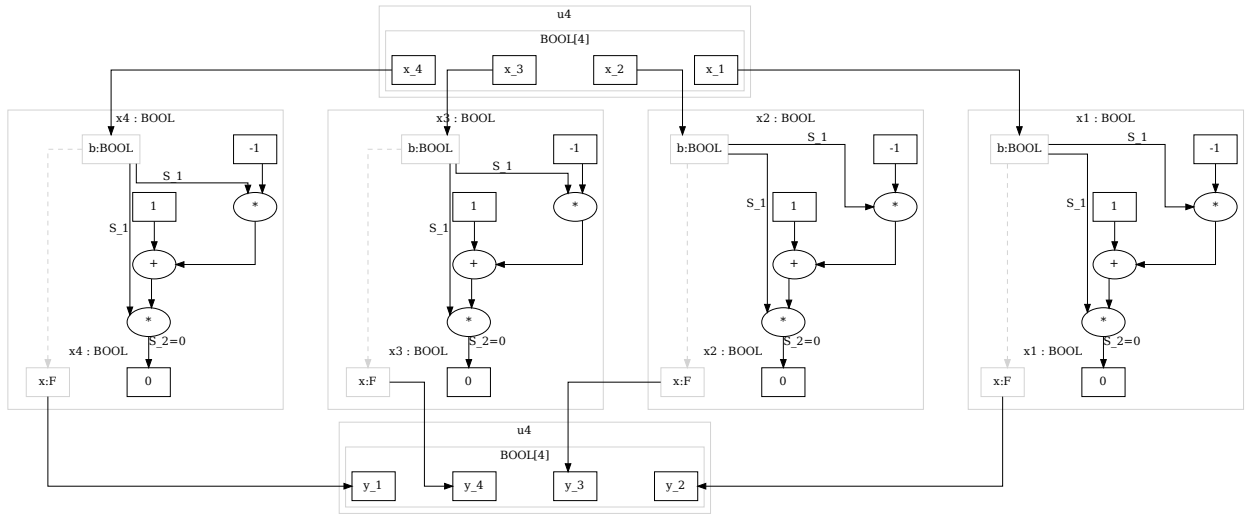 u4
BOOL[4]
x_4 x_3 x_2 x_1
x4 : BOOL x3 : BOOL x2 : BOOL x1 : BOOL
b:BOOL -1 b:BOOL -1 b:BOOL S_1 -1 b:BOOL S_1 -1
S_1 S_1
1 * 1 * S_1 1 * S_1 1 *
S_1 S_1
+ + + +
* * * *
S_2=0 S_2=0 S_2=0 S_2=0
x4 : BOOL x3 : BOOL x2 : BOOL x1 : BOOL
x:F 0 x:F 0 x:F 0 x:F 0
u4
BOOL[4]
y_1 y_4 y_3 y_2